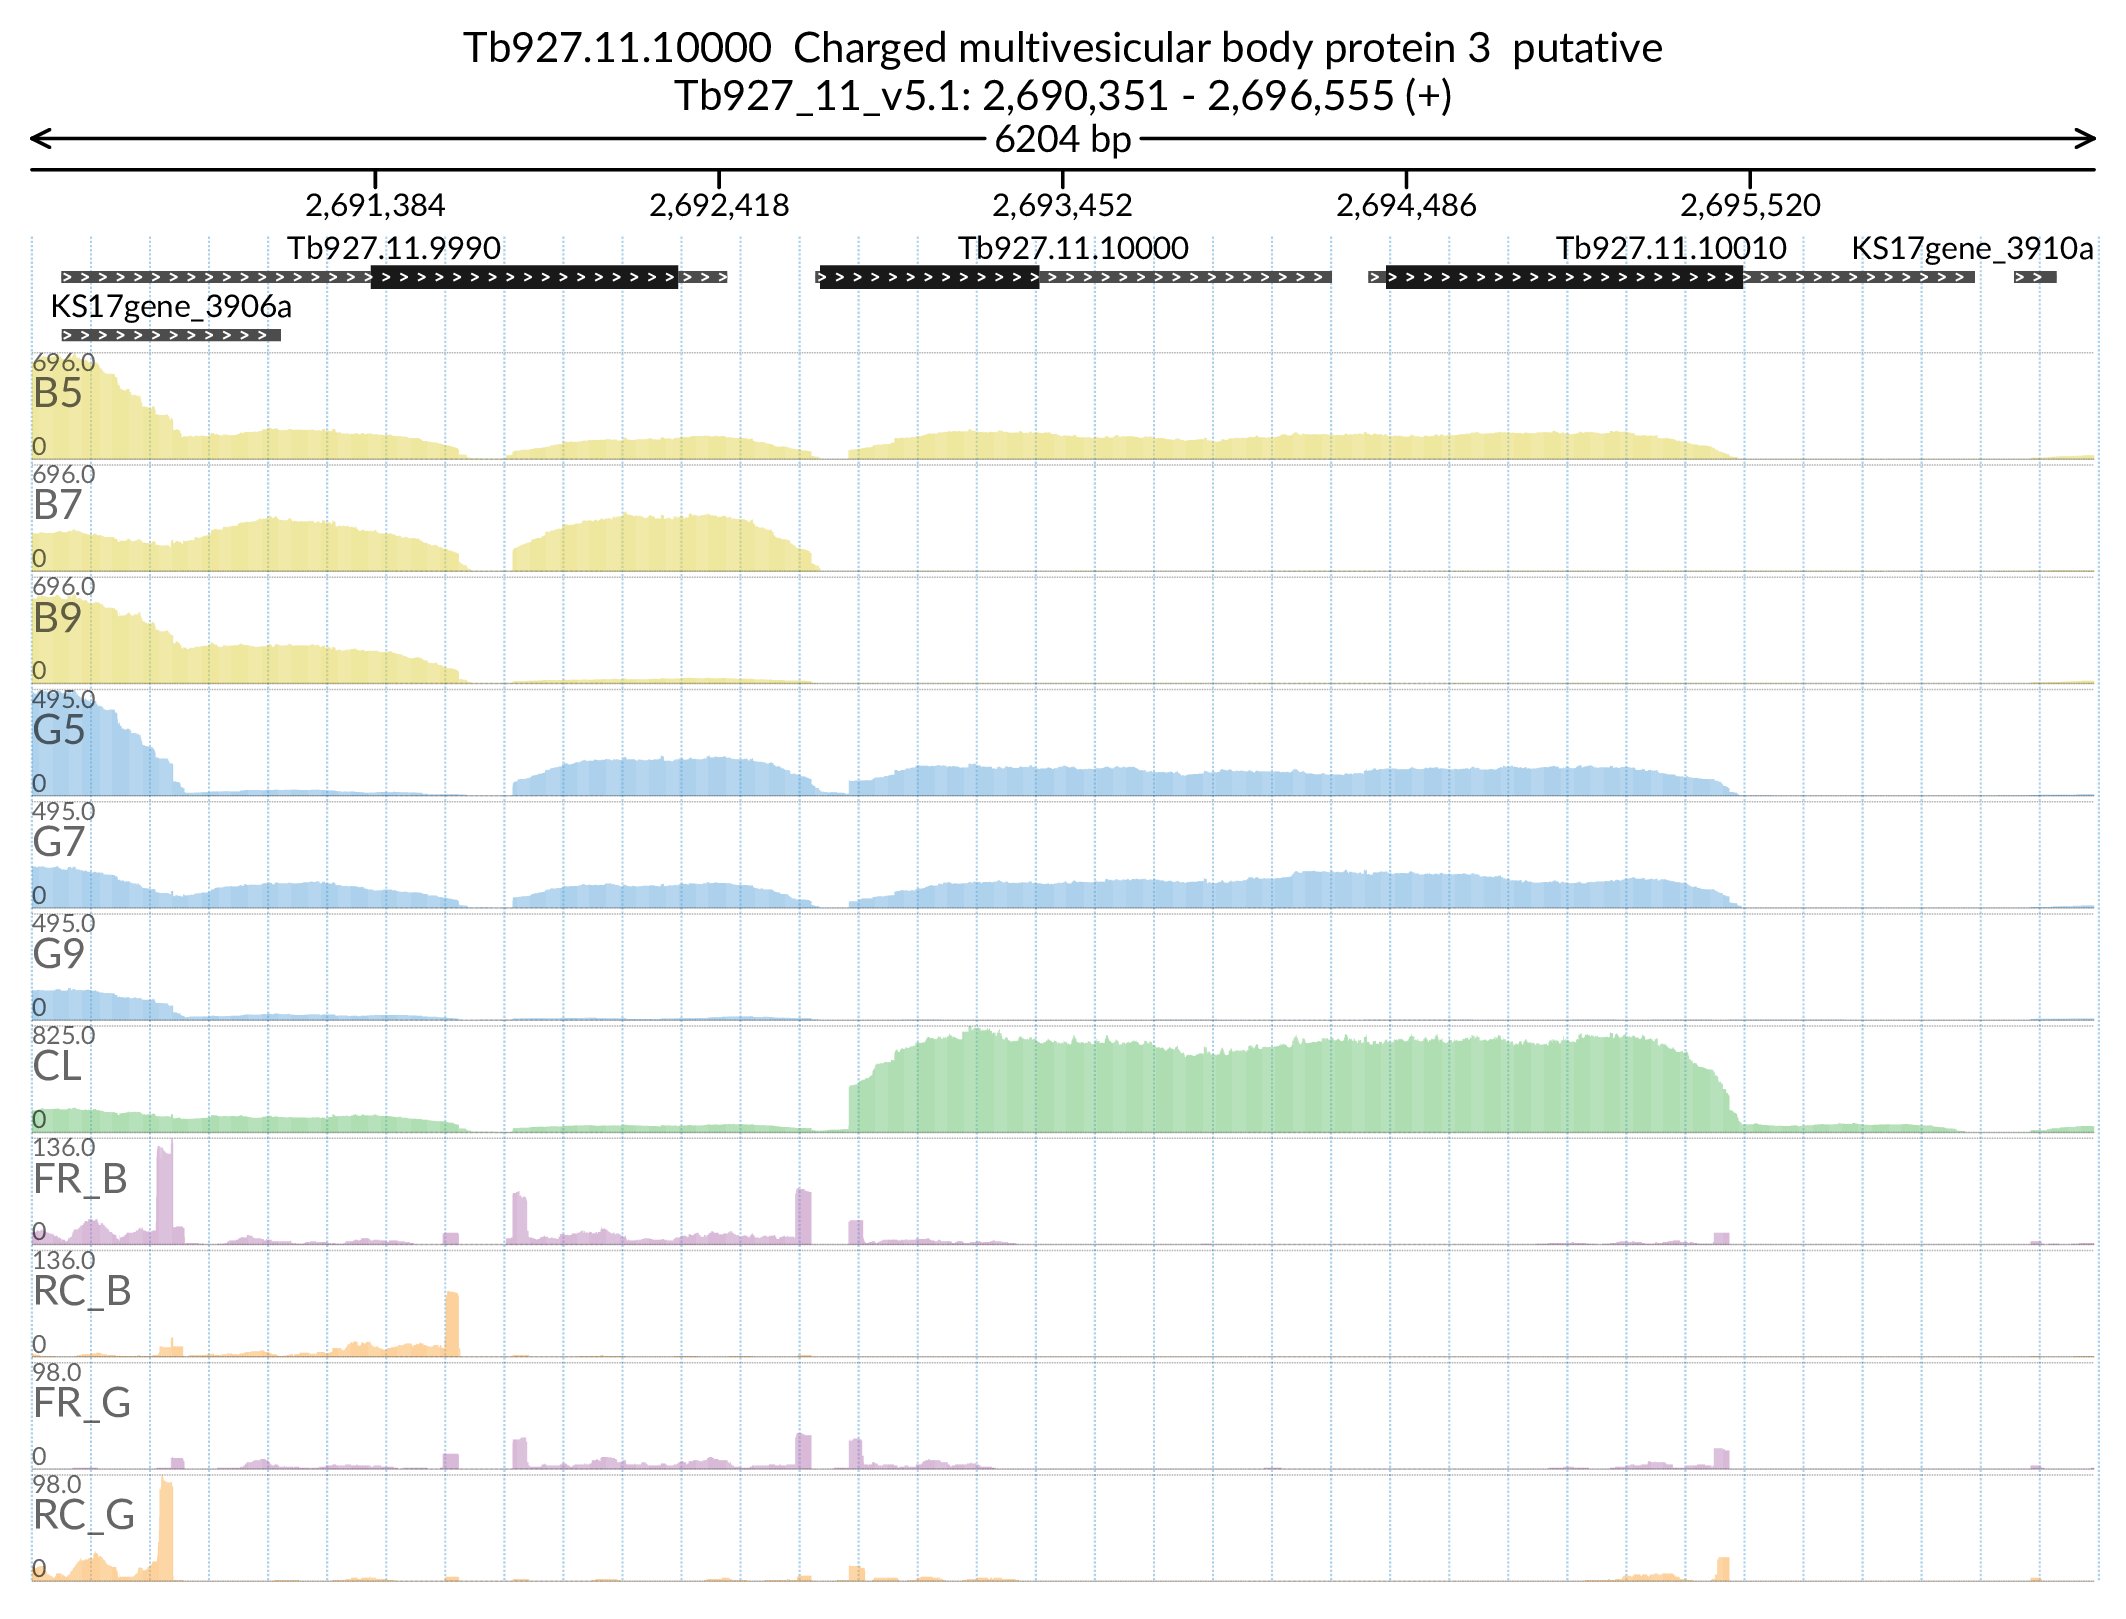 Tb927.11.10000  Charged multivesicular body protein 3  putative
Tb927_11_v5.1: 2,690,351 - 2,696,555 (+)
6204 bp
2,691,384 2,692,418 2,693,452 2,694,486 2,695,520
Tb927.11.9990 Tb927.11.10000 Tb927.11.10010 KS17gene_3910a
KS17gene_3906a
696.0
B5
0
696.0
B7
0
696.0
B9
0
495.0
G5
0
495.0
G7
0
495.0
G9
0
825.0
CL
0
136.0
FR_B
0
136.0
RC_B
0
98.0
FR_G
0
98.0
RC_G
0